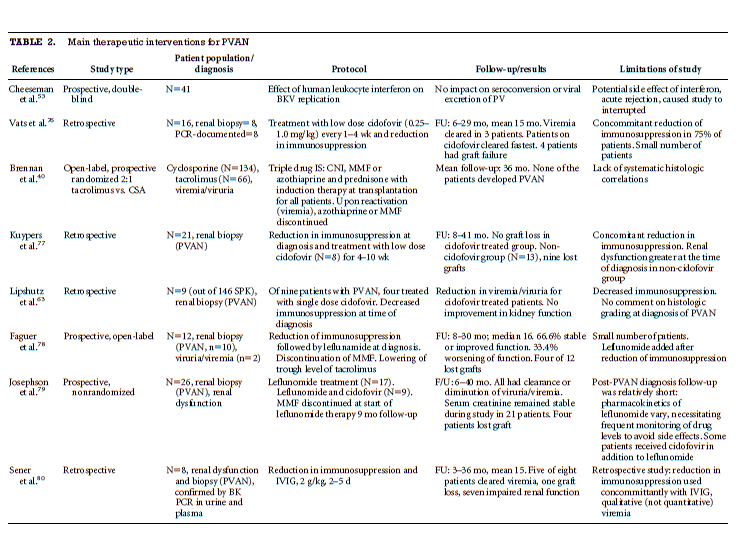 TABLE 2. Main therapeutic interventions for PVAN
References
Study type
Patient population/
diagnosis
Protocol
Follow-up/results
Limitations of study
Cheeseman
et al.53
Prospective, double-
blind
N=41
Effect of human leukocyte interferon on
BKV replication
No impact on seroconversion or viral
excretion of PV
Potential side effect of interferon,
acute rejection, caused study to
interrupted
Vats et al.
Retrospective
N=16, renal biopsy=8,
PCR-documented=8
Treatment with low dose cidofovir (0.25–
1.0 mg/kg) every 1–4 wk and reduction
in immunosuppression
FU: 6–29 mo, mean 15 mo. Viremia
cleared in 3 patients. Patients on
cidofovir cleared fastest. 4 patients
had graft failure
Concomitant reduction of
immunosuppression in 75% of
patients. Small number of
patients
Brennan
et al.40
Open-label, prospective
randomized 2:1
tacrolimus vs. CSA
Cyclosporine (N=134),
tacrolimus (N=66),
viremia/viruria
Triple drug IS: CNI, MMF or
azothiaprine and prednisone with
induction therapy at transplantation
for all patients. Upon reactivation
(viremia), azothiaprine or MMF
discontinued
Mean follow-up: 36 mo. None of the
patients developed PVAN
Lack of systematic histologic
correlations
Kuypers
et al.77
Retrospective
N=21, renal biopsy
(PVAN)
Reduction in immunosuppression at
diagnosis and treatment with low dose
cidofovir (N=8) for 4–10 wk
FU: 8–41 mo. No graft loss in
cidofovir treated group. Non-
cidofovir group (N=13), nine lost
grafts
Concomitant reduction in
immunosuppression. Renal
dysfunction greater at the time
of diagnosis in non-cidofovir
group
Lipshutz
et al.63
Retrospective
N=9 (out of 146 SPK),
renal biopsy (PVAN)
Of nine patients with PVAN, four treated
with single dose cidofovir. Decreased
immunosuppression at time of
diagnosis
Reduction in viremia/viruria for
cidofovir treated patients. No
improvement in kidney function
Decreased immunosuppression.
No comment on histologic
grading at diagnosis of PVAN
Faguer
et al.78
Prospective, open-label
N=12, renal biopsy
(PVAN, n=10),
viruria/viremia (n=2)
Reduction of immunosuppression
followed by leflunamide at diagnosis.
Discontinuation of MMF. Lowering of
trough level of tacrolimus
FU: 8–30 mo; median 16. 66.6% stable
or improved function. 33.4%
worsening of function. Four of 12
lost grafts
Small number of patients.
Leflunomide added after
reduction of immunosuppression
Josephson
et al.79
Prospective,
nonrandomized
N=26, renal biopsy
(PVAN), renal
dysfunction
Leflunomide treatment (N=17).
Leflunomide and cidofovir (N=9).
MMF discontinued at start of
leflunomide therapy 9 mo follow-up
F/U: 6–40 mo. All had clearance or
diminution of viruria/viremia.
Serum creatinine remained stable
during study in 21 patients. Four
patients lost graft
Post-PVAN diagnosis follow-up
was relatively short:
pharmacokinetics of
leflunomide vary, necessitating
frequent monitoring of drug
levels to avoid side effects. Some
patients received cidofovir in
addition to leflunomide
Sener
et al.80
Retrospective
N=8, renal dysfunction
and biopsy (PVAN),
confirmed by BK
PCR in urine and
plasma
Reduction in immunosuppression and
IVIG, 2 g/kg, 2–5 d
FU: 3–36 mo, mean 15. Five of eight
patients cleared viremia, one graft
loss, seven impaired renal function
Retrospective study: reduction in
immunosuppression used
concommittantly with IVIG,
qualitative (not quantitative)
viremia